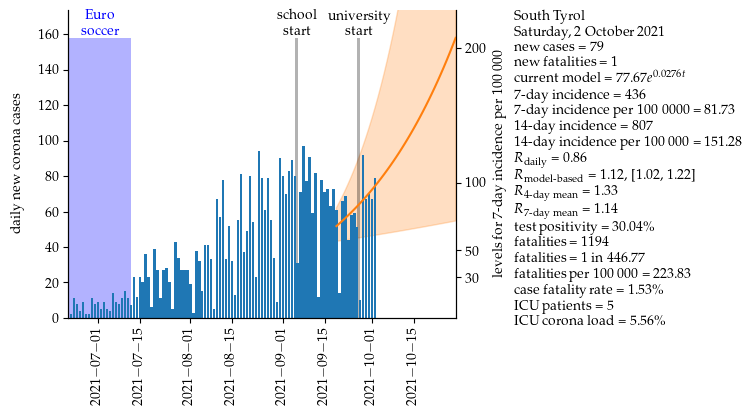 Euro
soccer
school
start
university
start
daily new corona cases
160
140
120
100
80
60
40
20
0
2021−07−01
2021−07−15
2021−08−01
2021−08−15
2021−09−01
2021−09−15
2021−10−01
2021−10−15
200
100
50
30
levels for 7-day incidence per 100 000
South Tyrol
Saturday, 2 October 2021
new cases = 79
new fatalities = 1
current model = 77.67e^0.0276t
7-day incidence = 436
7-day incidence per 100 0000 = 81.73
14-day incidence = 807
14-day incidence per 100 000 = 151.28
R daily = 0.86
R model-based = 1.12, [1.02, 1.22]
R 4-day mean = 1.33
R 7-day mean = 1.14
test positivity = 30.04%
fatalities = 1194
fatalities = 1 in 446.77
fatalities per 100 000 = 223.83
case fatality rate = 1.53%
ICU patients = 5
ICU corona load = 5.56%